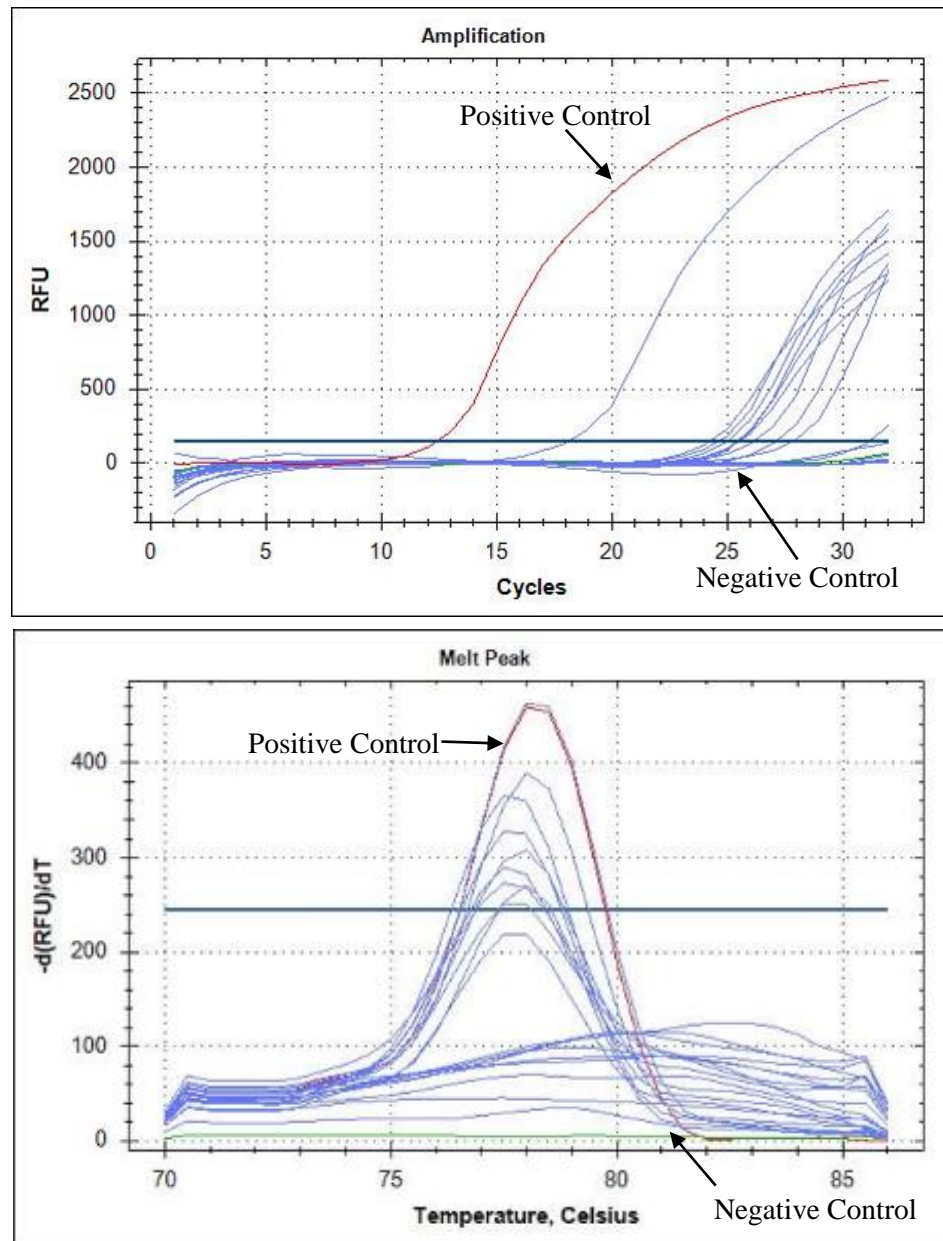 Amplification
2500
2000
1500
1000
500
0
RFU
Positive Control
Negative Control
0 5 10 15 20 25 30
Cycles
Melt Peak
400
300
200
100
0
-d(RFU)/dT
Positive Control
Negative Control
70 75 80 85
Temperature, Celsius